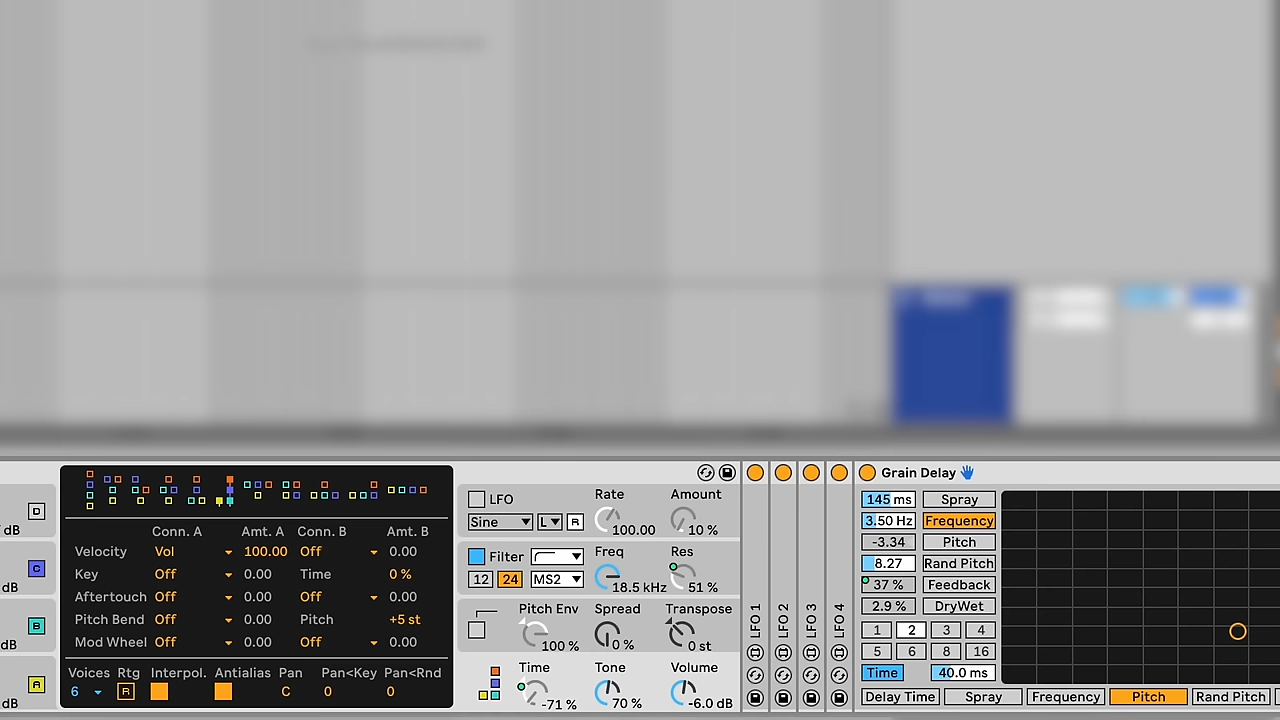 dB
D
dB
C
dB
B
A
Conn. A Amt. A Conn. B Amt. B
Velocity Vol 100.00 Off 0.00
Key Off 0.00 Time 0 %
Aftertouch Off 0.00 Off 0.00
Pitch Bend Off 0.00 Pitch +5 st
Mod Wheel Off 0.00 Off 0.00
Voices Rtg Interpol. Antialias Pan Pan<Key Pan<Rnd
6 R C 0 0
LFO Rate Amount
Sine L R 100.00 10 %
Filter Freq Res
12 24 MS2 18.5 kHz 51 %
Pitch Env Spread Transpose
100 % 0 % 0 st
Time Tone Volume
-71 % 70 % -6.0 dB
LFO 1
LFO 2
LFO 3
LFO 4
Grain Delay
145 ms Spray
3.50 Hz Frequency
-3.34 Pitch
8.27 Rand Pitch
37 % Feedback
2.9 % DryWet
1 2 3 4
5 6 8 16
Time 40.0 ms
Delay Time Spray Frequency Pitch Rand Pitch